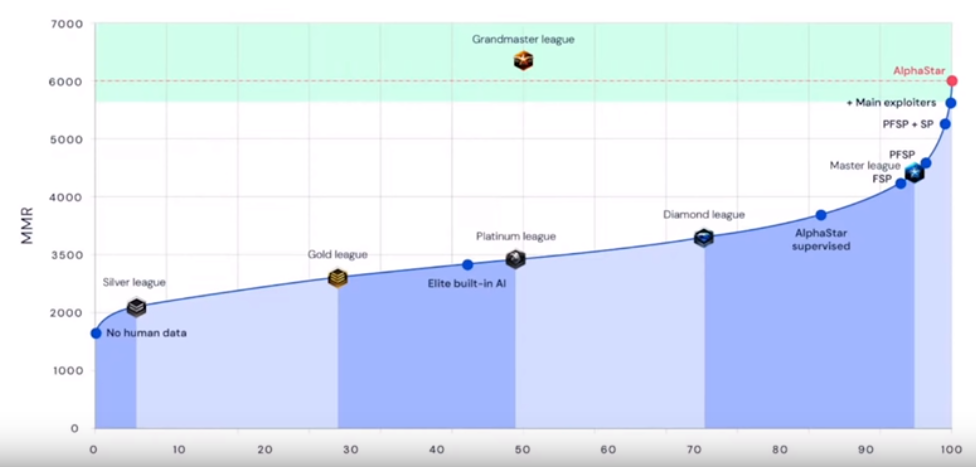 7000
Grandmaster league
AlphaStar
6000
+ Main exploiters
PFSP + SP
5000
PFSP
Master league
FSP
4000
Diamond league
AlphaStar
supervised
Platinum league
3500
Gold league
Elite built-in AI
Silver league
2000
No human data
1000
0
MMR
0 10 20 30 40 50 60 70 80 90 100